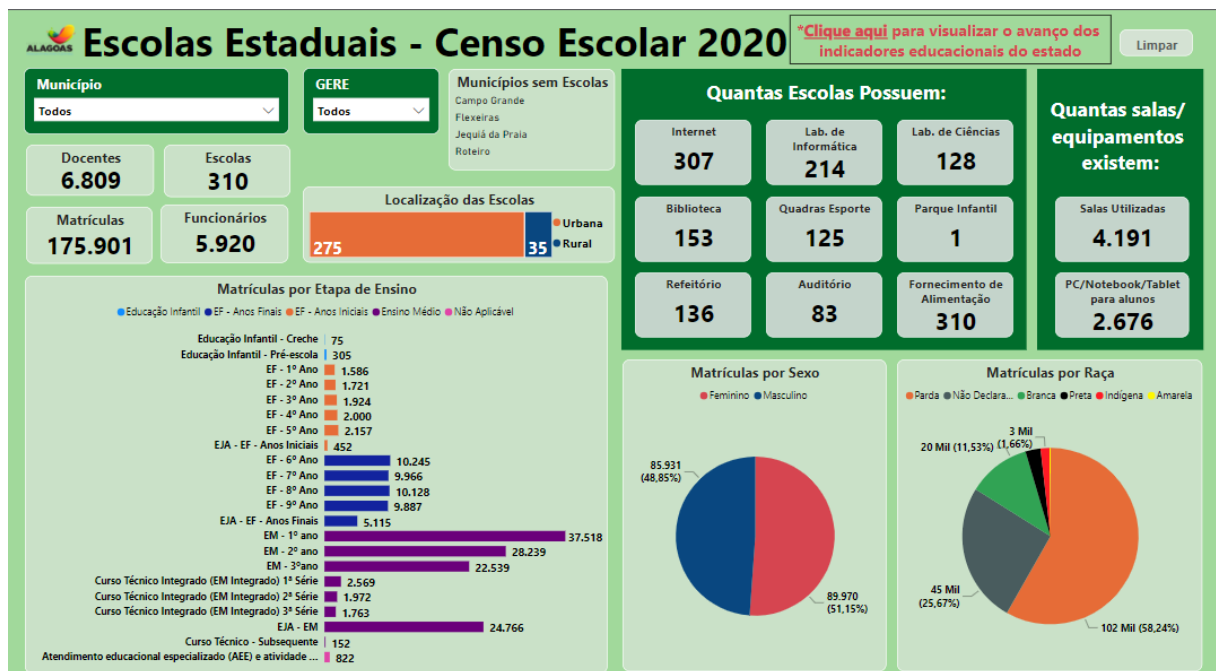 ALAGOAS
Escolas Estaduais - Censo Escolar 2020
*Clique aqui para visualizar o avanço dos
indicadores educacionais do estado
Limpar
Município
Todos
GERE
Todos
Municípios sem Escolas
Campo Grande
Flexeiras
Jequiá da Praia
Roteiro
Docentes
6.809
Escolas
310
Matrículas
175.901
Funcionários
5.920
Localização das Escolas
275
35
Urbana
Rural
Quantas Escolas Possuem:
Internet
307
Lab. de
Informática
214
Lab. de Ciências
128
Biblioteca
153
Quadras Esporte
125
Parque Infantil
1
Refeitório
136
Auditório
83
Fornecimento de
Alimentação
310
Quantas salas/
equipamentos
existem:
Salas Utilizadas
4.191
PC/Notebook/Tablet
para alunos
2.676
Matrículas por Etapa de Ensino
Educação Infantil EF - Anos Finais EF - Anos Iniciais Ensino Médio Não Aplicável
Educação Infantil - Creche 75
Educação Infantil - Pré-escola 305
EF - 1º Ano 1.586
EF - 2º Ano 1.721
EF - 3º Ano 1.924
EF - 4º Ano 2.000
EF - 5º Ano 2.157
EJA - EF - Anos Iniciais 452
EF - 6º Ano 10.245
EF - 7º Ano 9.966
EF - 8º Ano 10.128
EF - 9º Ano 9.887
EJA - EF - Anos Finais 5.115
EM - 1º ano 37.518
EM - 2º ano 28.239
EM - 3ºano 22.539
Curso Técnico Integrado (EM Integrado) 1ª Série 2.569
Curso Técnico Integrado (EM Integrado) 2ª Série 1.972
Curso Técnico Integrado (EM Integrado) 3ª Série 1.763
EJA - EM 24.766
Curso Técnico - Subsequente 152
Atendimento educacional especializado (AEE) e atividade ... 822
Matrículas por Sexo
Feminino Masculino
85.931
(48,85%)
89.970
(51,15%)
Matrículas por Raça
Parda Não Declara... Branca Preta Indígena Amarela
3 Mil
(1,66%)
20 Mil (11,53%)
45 Mil
(25,67%)
102 Mil (58,24%)